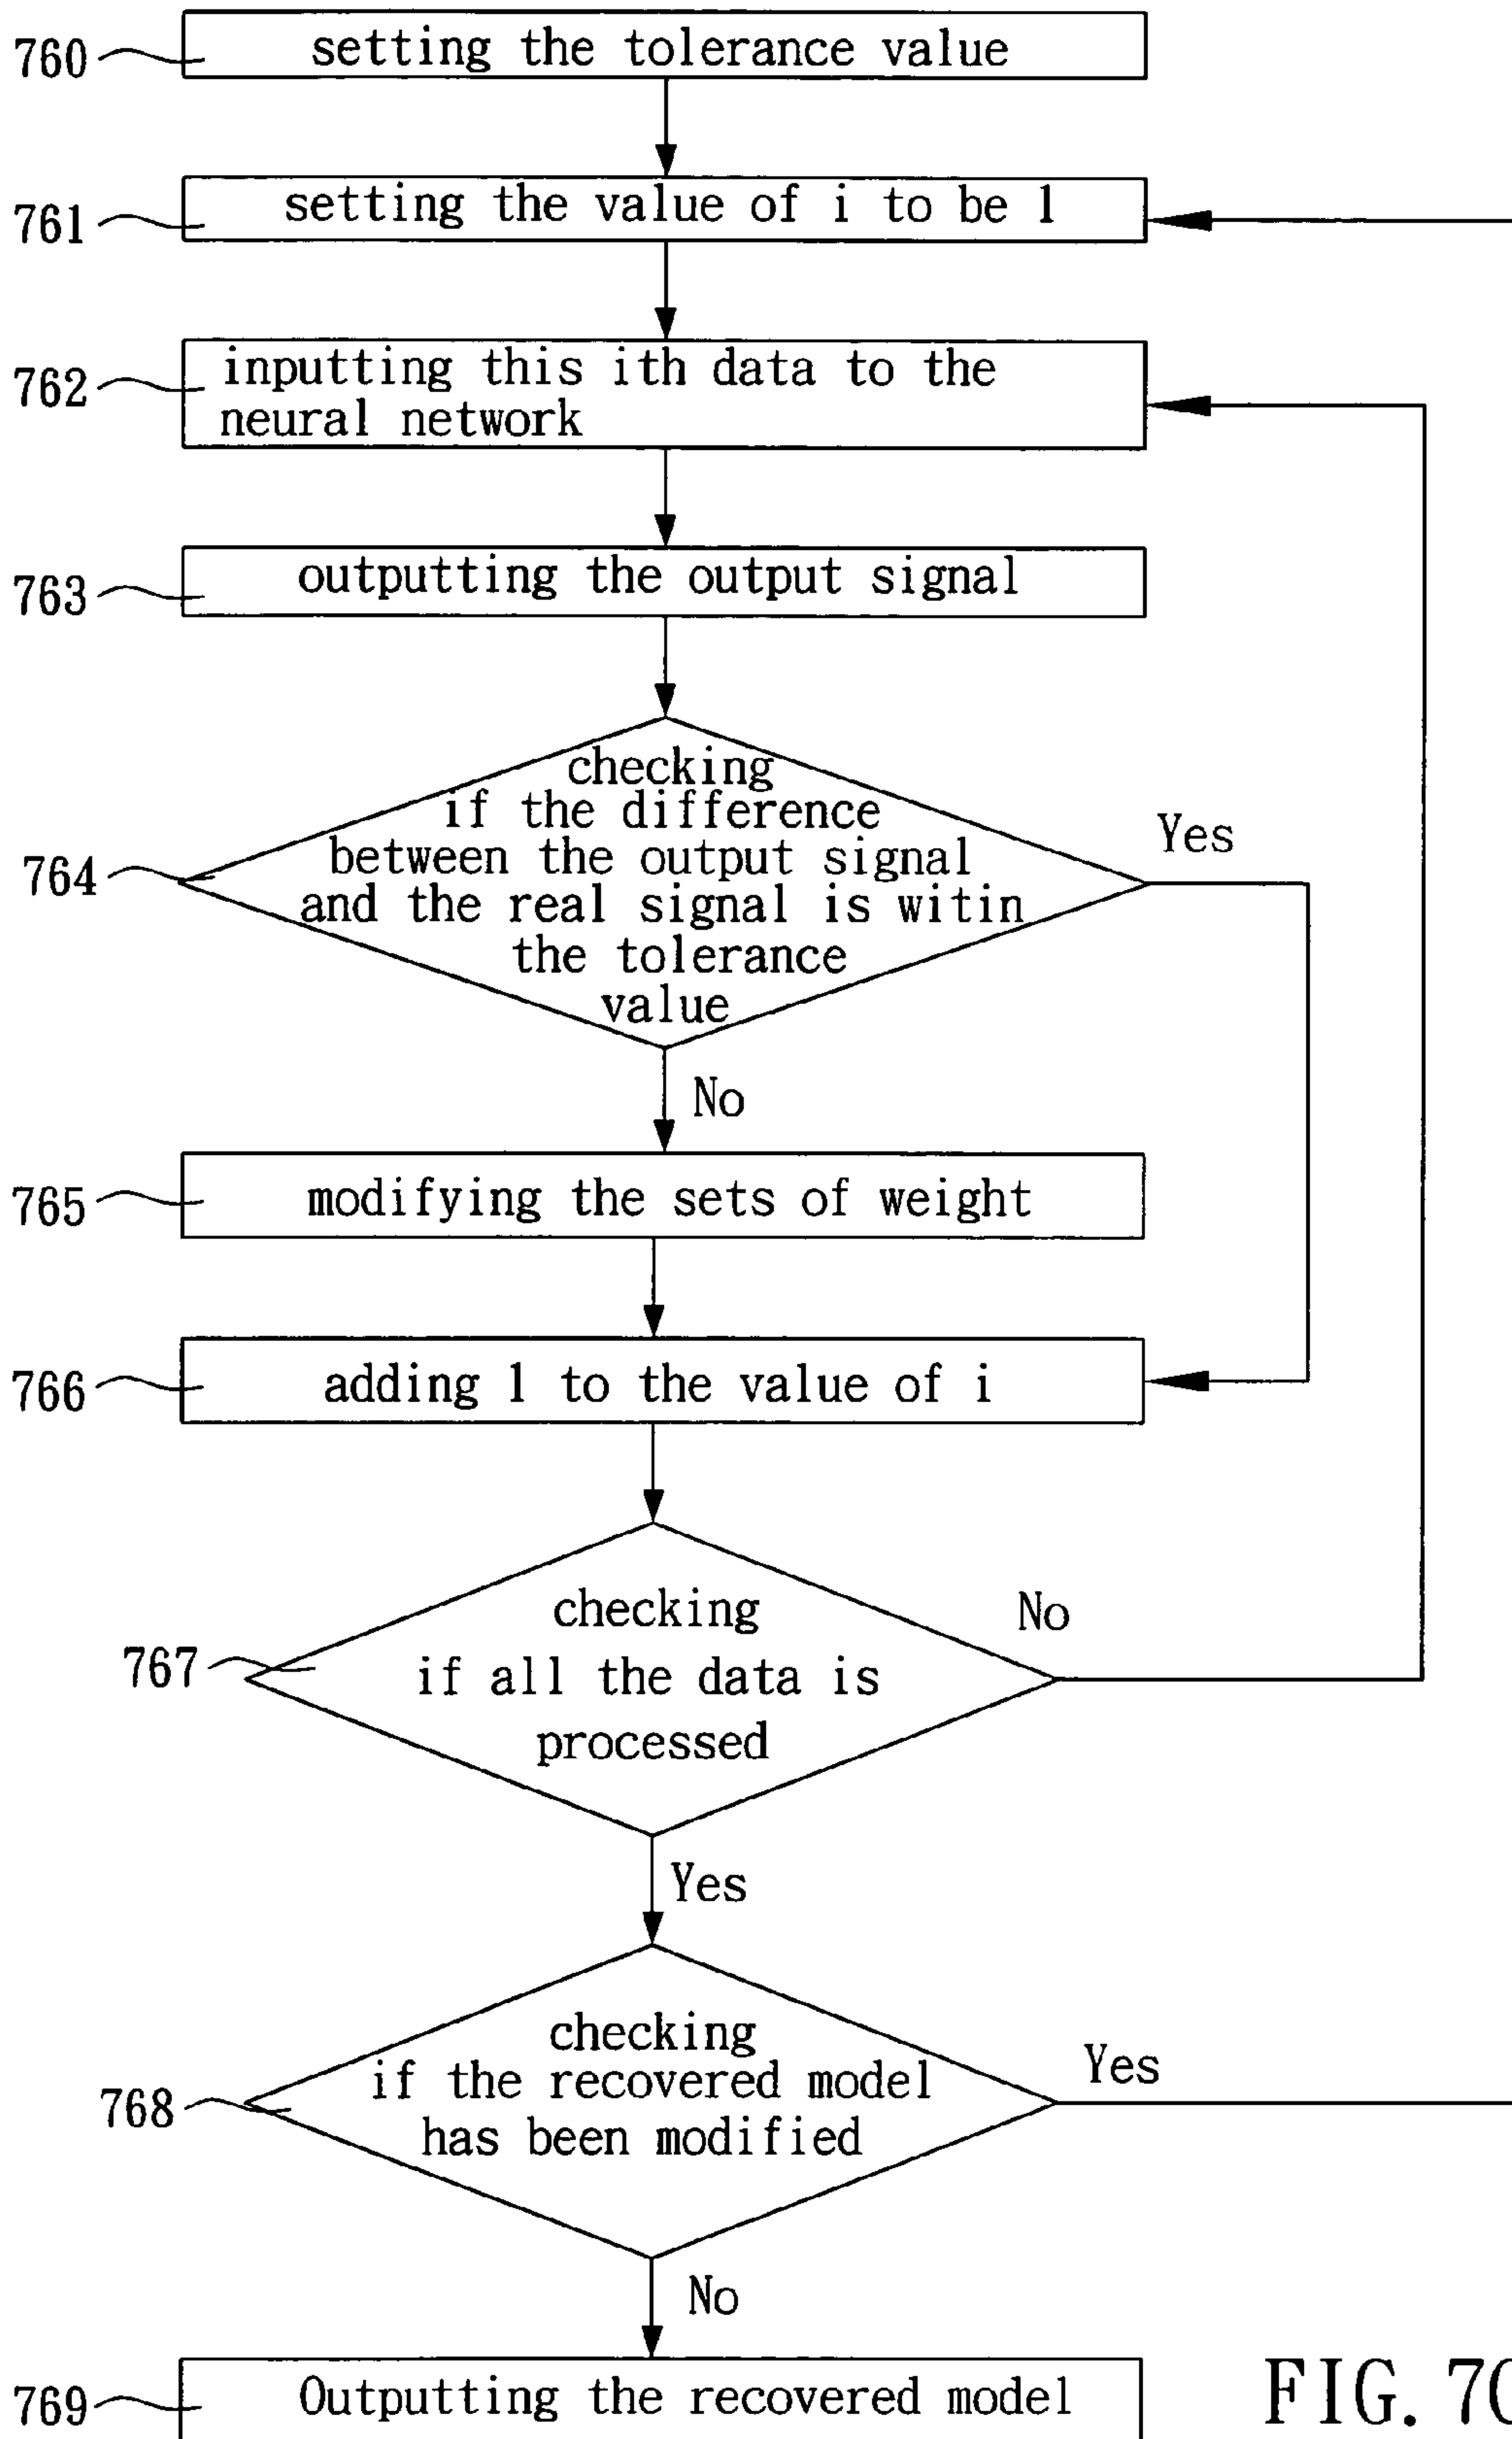 760
setting the tolerance value
761
setting the value of i to be 1
762
inputting this ith data to the
neural network
763
outputting the output signal
764
checking
if the difference
between the output signal
and the real signal is witin
the tolerance
value
Yes
No
765
modifying the sets of weight
766
adding 1 to the value of i
767
checking
if all the data is
processed
No
Yes
768
checking
if the recovered model
has been modified
Yes
No
769
Outputting the recovered model
FIG. 7